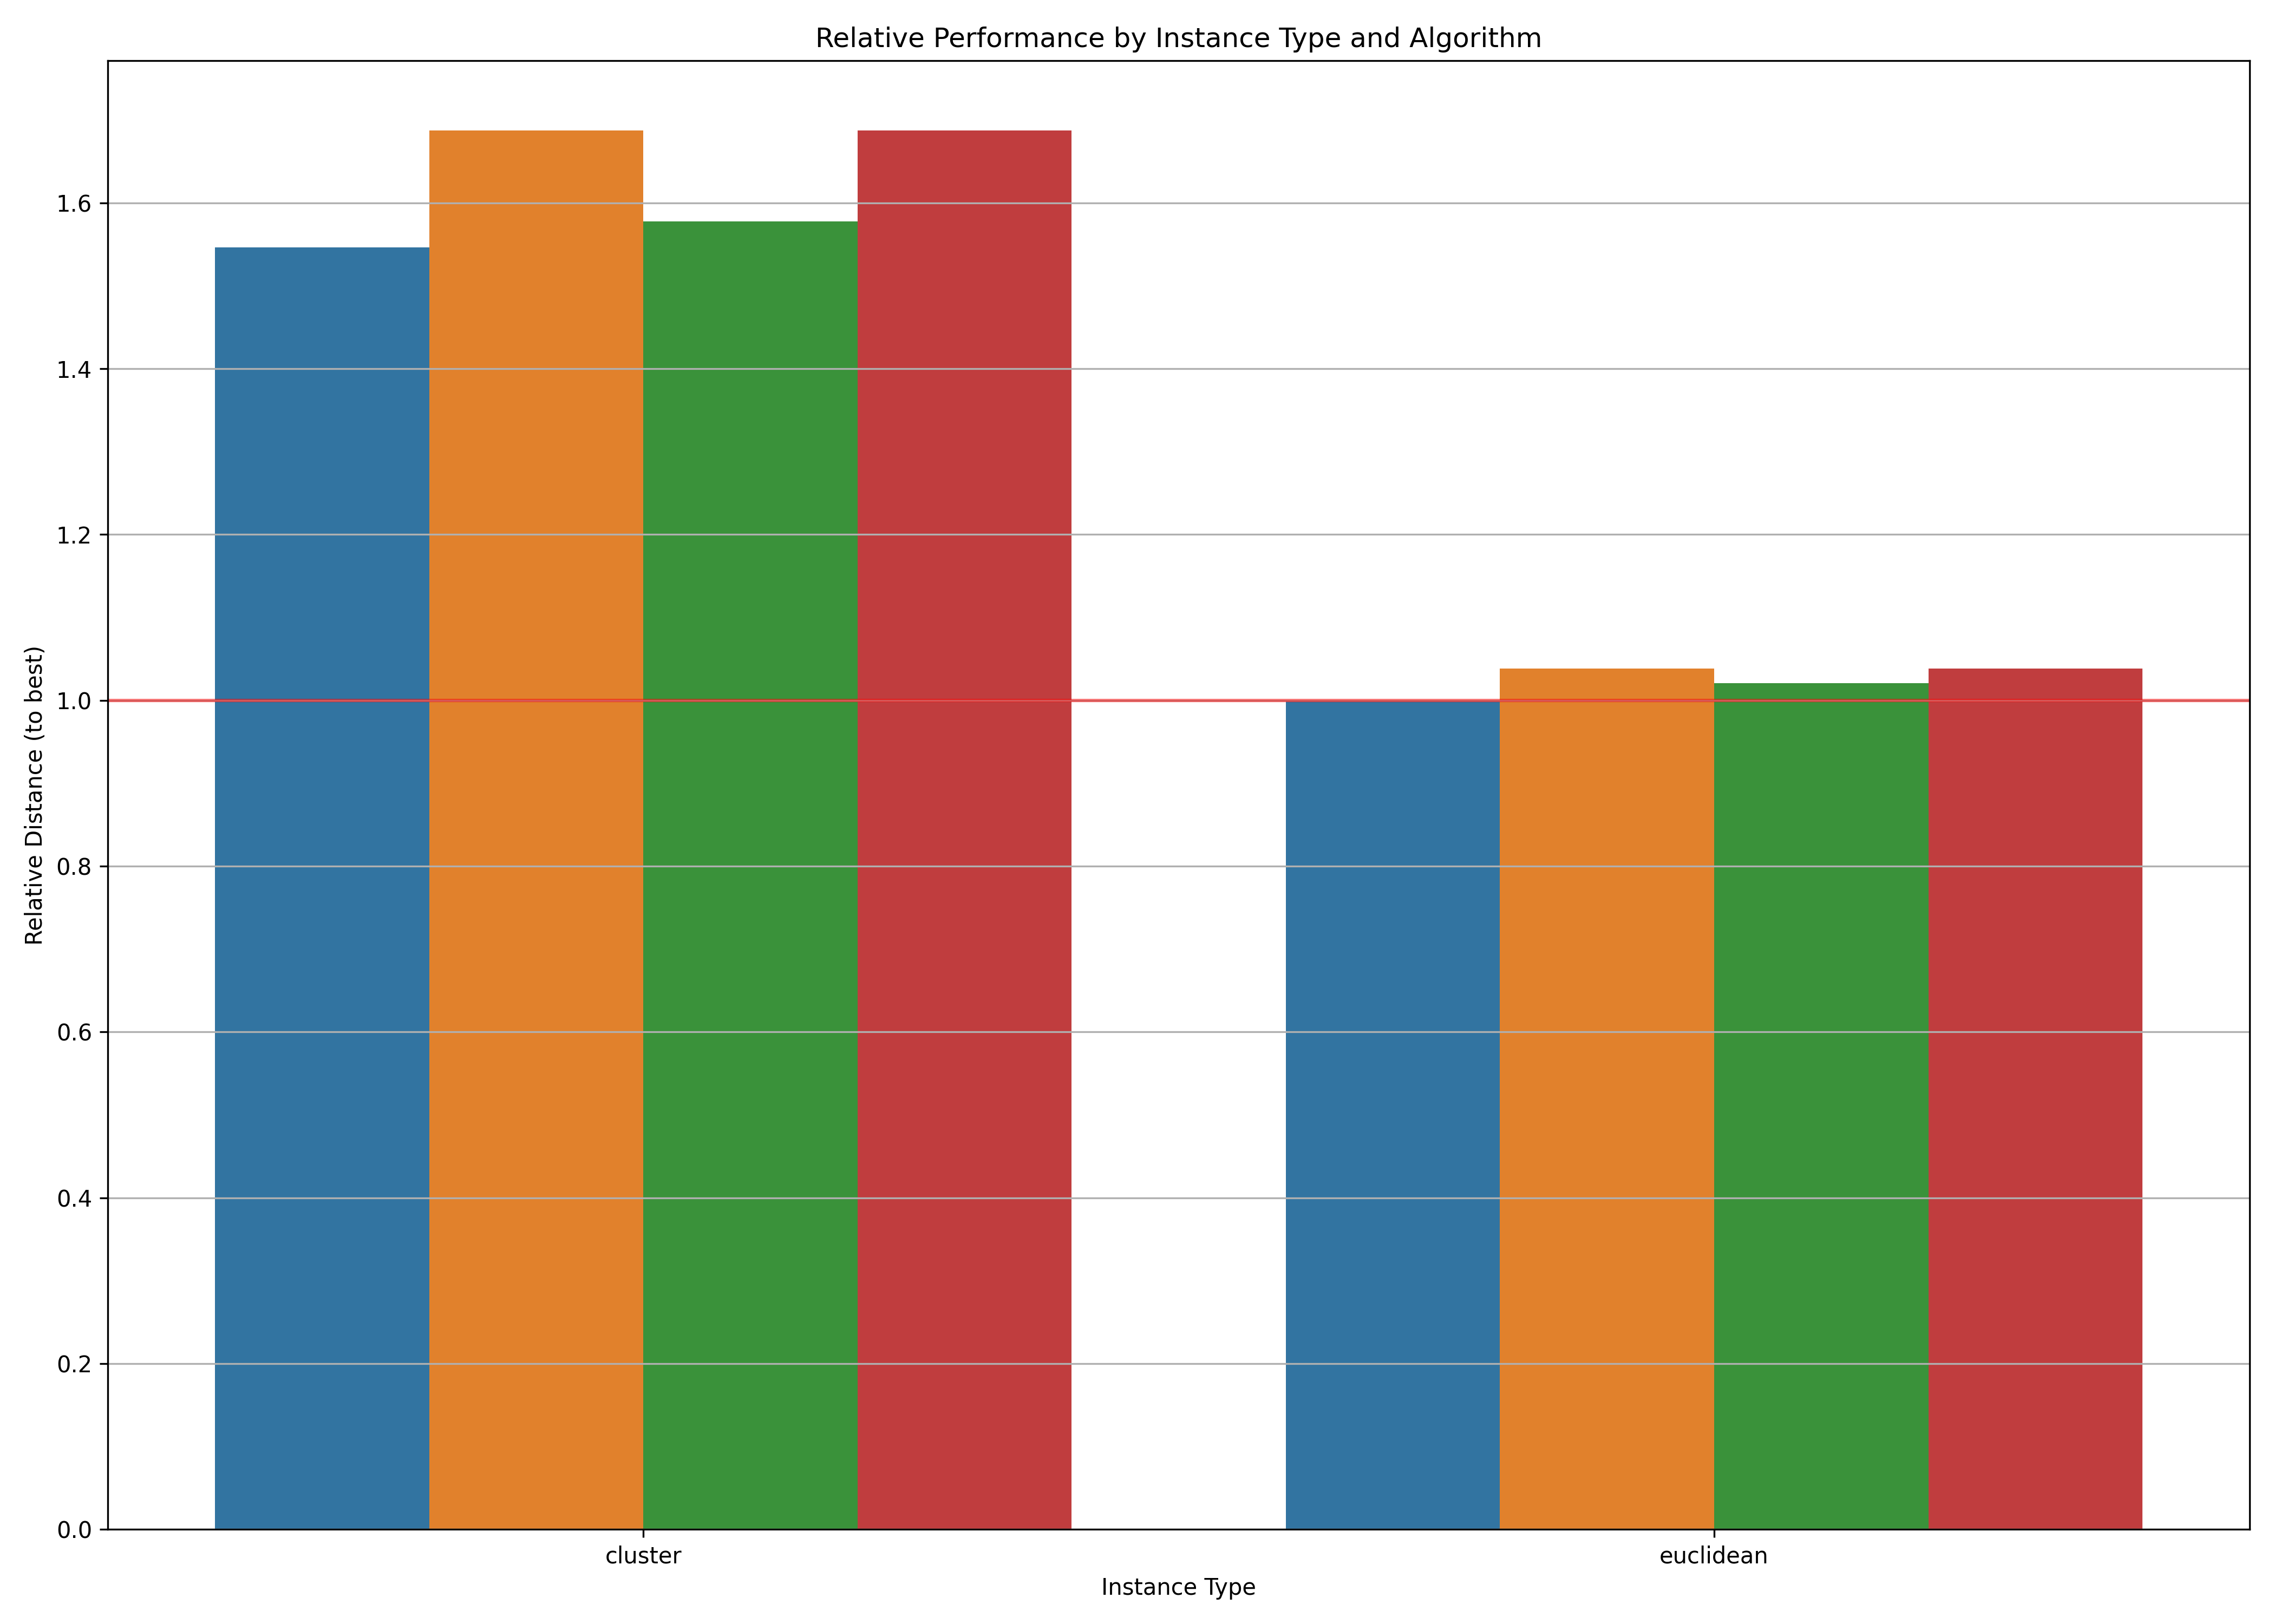 Relative Performance by Instance Type and Algorithm
Relative Distance (to best)
1.6
1.4
1.2
1.0
0.8
0.6
0.4
0.2
0.0
cluster
euclidean
Instance Type